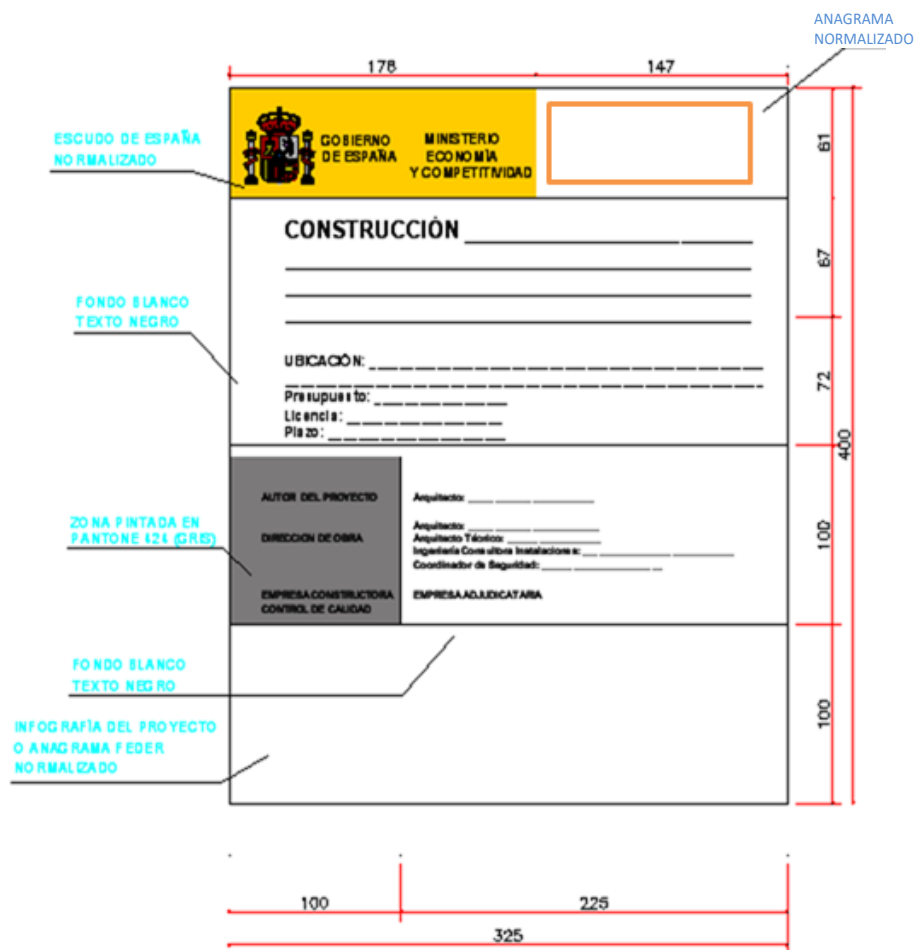 ANAGRAMA
NORMALIZADO
178
147
ESCUDO DE ESPAÑA
NORMALIZADO
GOBIERNO
DE ESPAÑA
MINISTERIO
ECONOMÍA
Y COMPETITIVIDAD
61
CONSTRUCCIÓN
67
FONDO BLANCO
TEXTO NEGRO
UBICACIÓN:
Presupuesto:
Licencia:
Plazo:
72
400
AUTOR DEL PROYECTO
Arquitecto:
ZONA PINTADA EN
PANTONE 424 (GRIS)
DIRECCION DE OBRA
Arquitecto:
Arquitecto Técnico:
Ingeniería Consultora Instalaciones:
Coordinador de Seguridad:
100
EMPRESA CONSTRUCTORA
CONTROL DE CALIDAD
EMPRESA ADJUDICATARIA
FONDO BLANCO
TEXTO NEGRO
INFOGRAFÍA DEL PROYECTO
O ANAGRAMA FEDER
NORMALIZADO
100
100
225
325